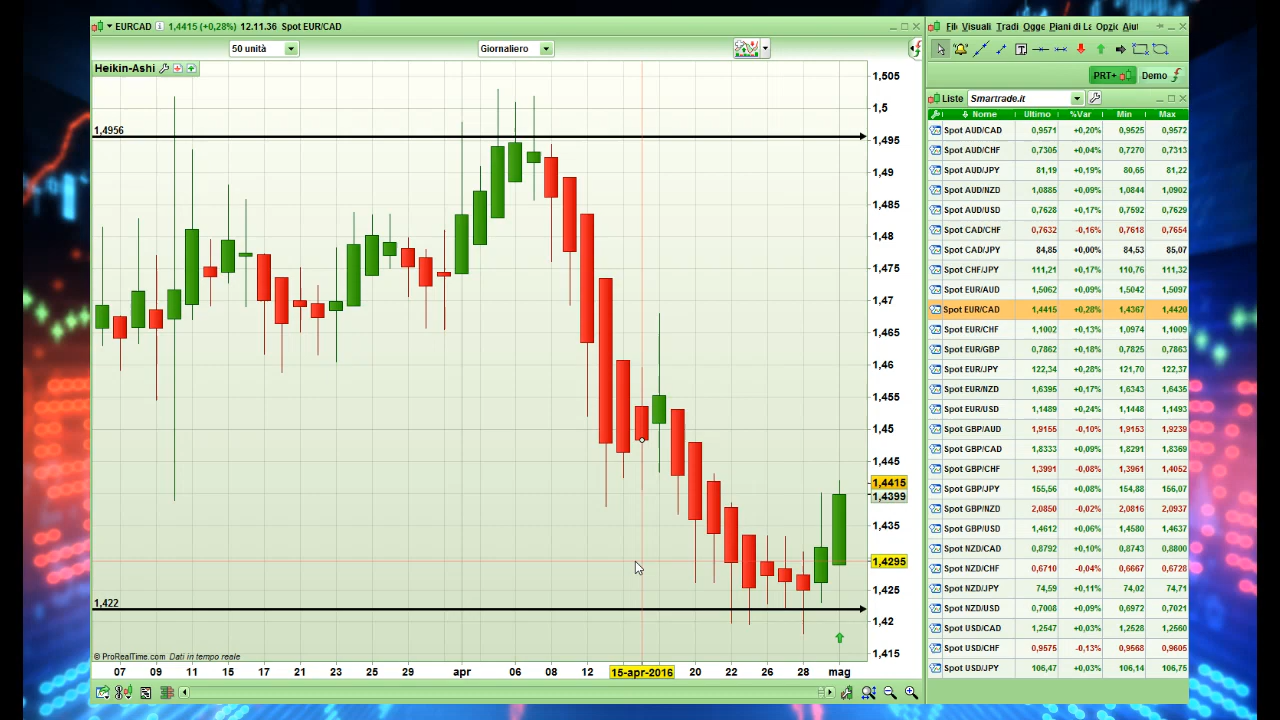 EURCAD 1,4415 (+0,28%) 12.11.36 Spot EUR/CAD
50 unità
Giornaliero
Heikin-Ashi
1,4956
1,422
1,505
1,5
1,495
1,49
1,485
1,48
1,475
1,47
1,465
1,46
1,455
1,45
1,445
1,4415
1,4399
1,435
1,4295
1,425
1,42
1,415
© ProRealTime.com Dati in tempo reale
07 09 11 15 17 21 23 25 29 apr 06 08 12 15-apr-2016 20 22 26 28 mag
Fil Visuali Tradi Ogge Piani di La Opzio Aiut
PRT+ Demo
Liste Smartrade.it
Nome Ultimo %Var Min Max
Spot AUD/CAD 0,9571 +0,20% 0,9525 0,9572
Spot AUD/CHF 0,7305 +0,04% 0,7270 0,7313
Spot AUD/JPY 81,19 +0,19% 80,65 81,22
Spot AUD/NZD 1,0885 +0,09% 1,0844 1,0902
Spot AUD/USD 0,7628 +0,17% 0,7592 0,7629
Spot CAD/CHF 0,7632 -0,16% 0,7618 0,7654
Spot CAD/JPY 84,85 +0,00% 84,53 85,07
Spot CHF/JPY 111,21 +0,17% 110,76 111,32
Spot EUR/AUD 1,5062 +0,09% 1,5042 1,5097
Spot EUR/CAD 1,4415 +0,28% 1,4367 1,4420
Spot EUR/CHF 1,1002 +0,13% 1,0974 1,1009
Spot EUR/GBP 0,7862 +0,18% 0,7825 0,7863
Spot EUR/JPY 122,34 +0,28% 121,70 122,37
Spot EUR/NZD 1,6395 +0,17% 1,6343 1,6435
Spot EUR/USD 1,1489 +0,24% 1,1448 1,1493
Spot GBP/AUD 1,9155 -0,10% 1,9153 1,9239
Spot GBP/CAD 1,8333 +0,09% 1,8291 1,8369
Spot GBP/CHF 1,3991 -0,08% 1,3961 1,4052
Spot GBP/JPY 155,56 +0,08% 154,88 156,07
Spot GBP/NZD 2,0850 -0,02% 2,0816 2,0937
Spot GBP/USD 1,4612 +0,06% 1,4580 1,4637
Spot NZD/CAD 0,8792 +0,10% 0,8743 0,8800
Spot NZD/CHF 0,6710 -0,04% 0,6667 0,6728
Spot NZD/JPY 74,59 +0,11% 74,02 74,71
Spot NZD/USD 0,7008 +0,09% 0,6972 0,7021
Spot USD/CAD 1,2547 +0,03% 1,2528 1,2560
Spot USD/CHF 0,9575 -0,13% 0,9568 0,9605
Spot USD/JPY 106,47 +0,03% 106,14 106,75